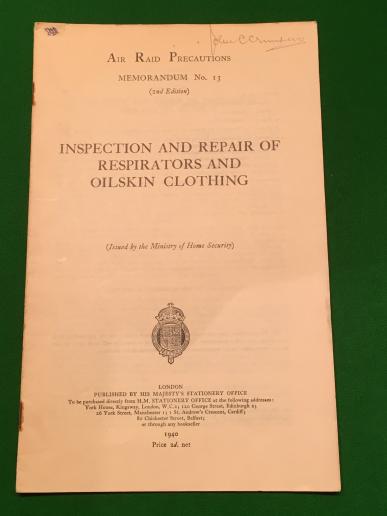 John C
AIR RAID PRECAUTIONS
MEMORANDUM No. 13
(2nd Edition)
INSPECTION AND REPAIR OF
RESPIRATORS AND
OILSKIN CLOTHING
(Issued by the Ministry of Home Security)
LONDON
PUBLISHED BY HIS MAJESTY'S STATIONERY OFFICE
To be purchased directly from H.M. STATIONERY OFFICE at the following addresses:
York House, Kingsway, London, W.C.2; 120 George Street, Edinburgh 2;
26 York Street, Manchester 1; 1 St. Andrew's Crescent, Cardiff;
80 Chichester Street, Belfast;
or through any bookseller
1940
Price 2d. net